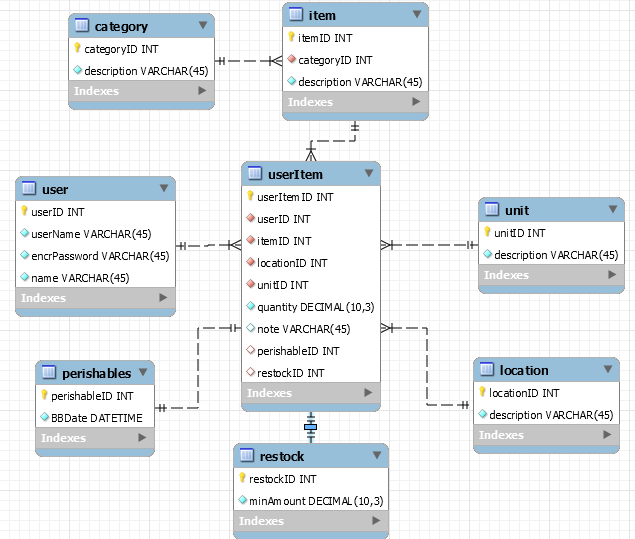 category
categoryID INT
description VARCHAR(45)
Indexes
item
itemID INT
categoryID INT
description VARCHAR(45)
Indexes
userItem
userItemID INT
userID INT
itemID INT
locationID INT
unitID INT
quantity DECIMAL(10,3)
note VARCHAR(45)
perishableID INT
restockID INT
Indexes
user
userID INT
userName VARCHAR(45)
encrPassword VARCHAR(45)
name VARCHAR(45)
Indexes
unit
unitID INT
description VARCHAR(45)
Indexes
perishables
perishableID INT
BBDate DATETIME
Indexes
location
locationID INT
description VARCHAR(45)
Indexes
restock
restockID INT
minAmount DECIMAL(10,3)
Indexes